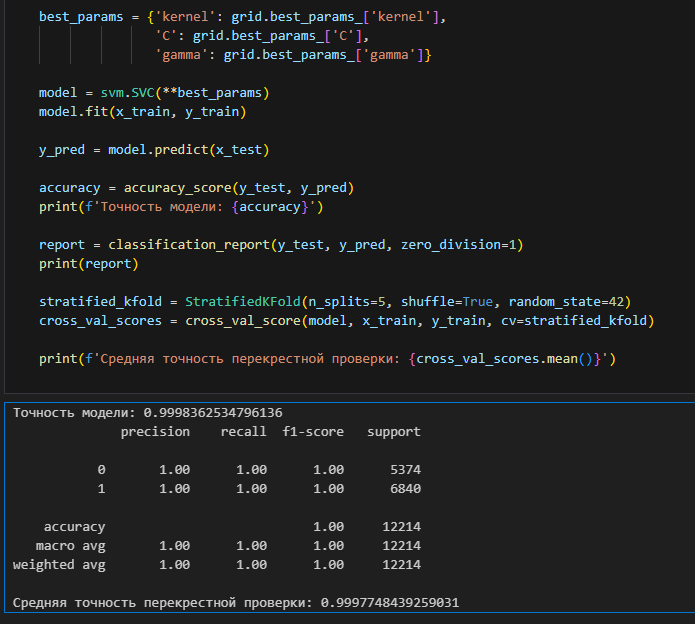 best_params = {'kernel': grid.best_params_['kernel'],
'C': grid.best_params_['C'],
'gamma': grid.best_params_['gamma']}
model = svm.SVC(**best_params)
model.fit(x_train, y_train)
y_pred = model.predict(x_test)
accuracy = accuracy_score(y_test, y_pred)
print(f'Точность модели: {accuracy}')
report = classification_report(y_test, y_pred, zero_division=1)
print(report)
stratified_kfold = StratifiedKFold(n_splits=5, shuffle=True, random_state=42)
cross_val_scores = cross_val_score(model, x_train, y_train, cv=stratified_kfold)
print(f'Средняя точность перекрестной проверки: {cross_val_scores.mean()}')
Точность модели: 0.9998362534796136
precision recall f1-score support
0 1.00 1.00 1.00 5374
1 1.00 1.00 1.00 6840
accuracy 1.00 12214
macro avg 1.00 1.00 1.00 12214
weighted avg 1.00 1.00 1.00 12214
Средняя точность перекрестной проверки: 0.9997748439259031